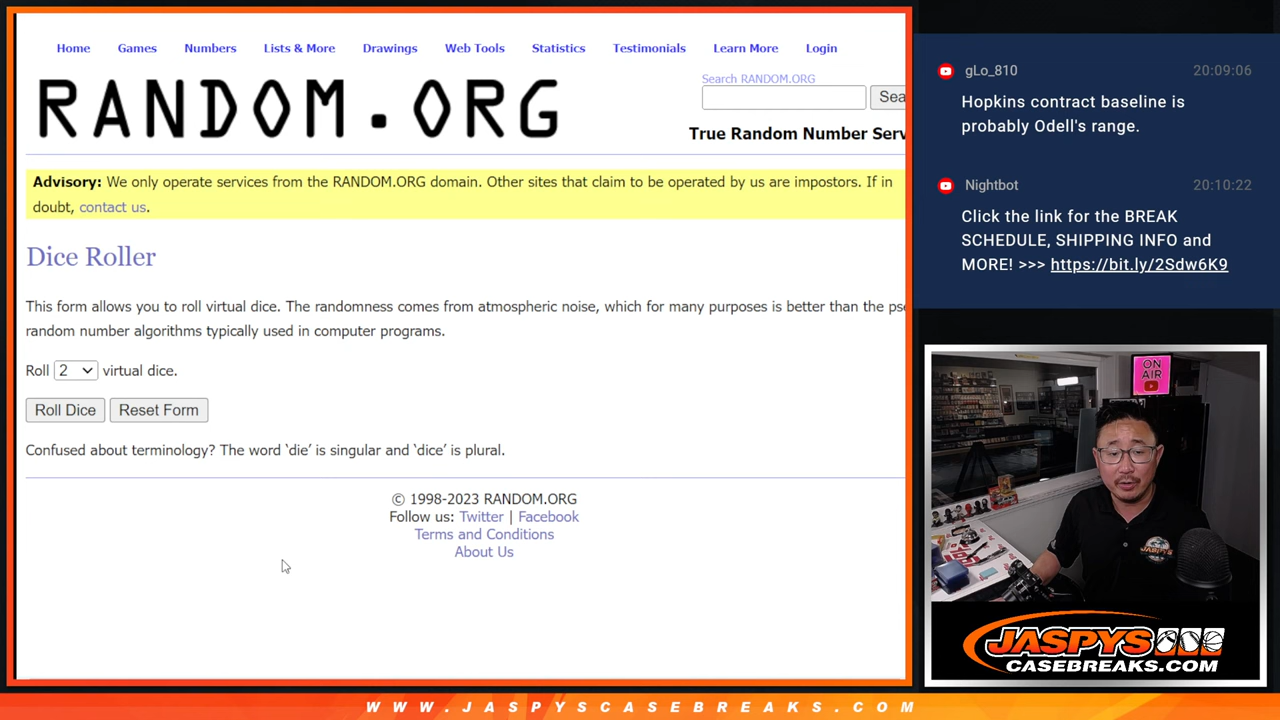 Home Games Numbers Lists & More Drawings Web Tools Statistics Testimonials Learn More Login
RANDOM.ORG
Search RANDOM.ORG
Sea
True Random Number Serv
Advisory: We only operate services from the RANDOM.ORG domain. Other sites that claim to be operated by us are impostors. If in
doubt, contact us.
Dice Roller
This form allows you to roll virtual dice. The randomness comes from atmospheric noise, which for many purposes is better than the pse
random number algorithms typically used in computer programs.
Roll 2 virtual dice.
Roll Dice Reset Form
Confused about terminology? The word ‘die’ is singular and ‘dice’ is plural.
© 1998-2023 RANDOM.ORG
Follow us: Twitter | Facebook
Terms and Conditions
About Us
gLo_810 20:09:06
Hopkins contract baseline is
probably Odell's range.
Nightbot 20:10:22
Click the link for the BREAK
SCHEDULE, SHIPPING INFO and
MORE! >>> https://bit.ly/2Sdw6K9
ON
AIR
JASPYS
JASPYS
CASEBREAKS.COM
WWW.JASPYSCASEBREAKS.COM